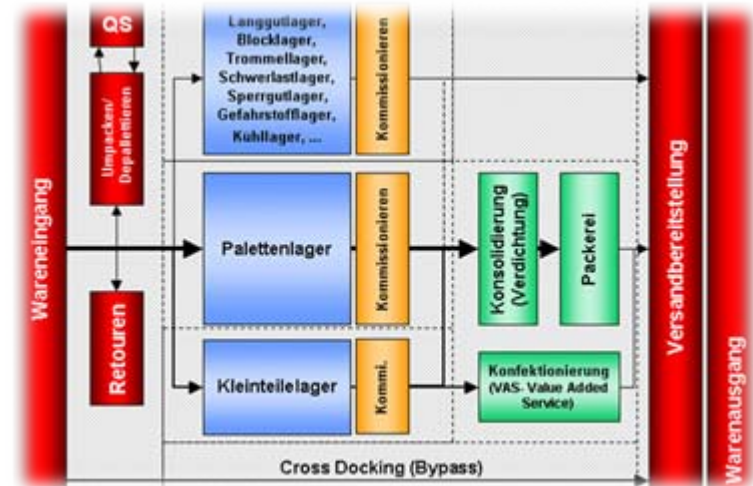 Wareneingang
QS
Umpacken/
Depalettieren
Retouren
Langgutlager,
Blocklager,
Trommellager,
Schwerlastlager,
Sperrgutlager,
Gefahrstofflager,
Kühllager, ...
Kommissionieren
Palettenlager
Kommissionieren
Konsolidierung
(Verdichtung)
Packerei
Kleinteilelager
Kommi.
Konfektionierung
(VAS- Value Added
Service)
Cross Docking (Bypass)
Versandbereitstellung
Warenausgang